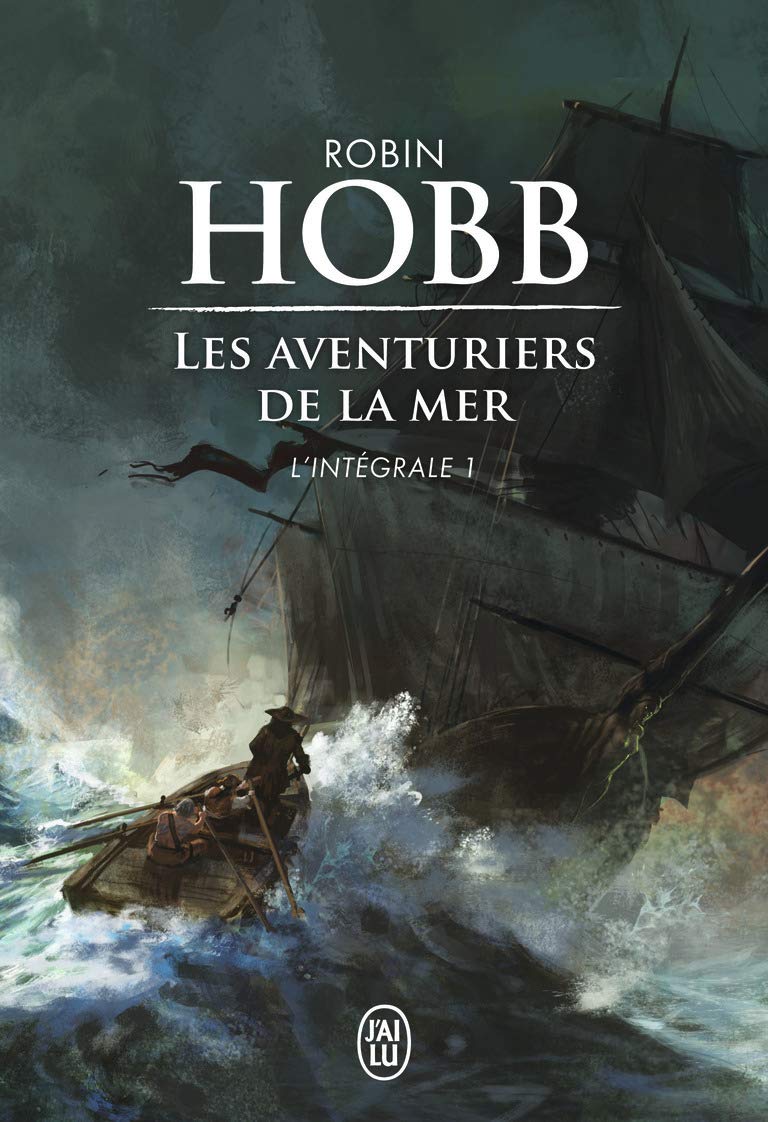 ROBIN
HOBB
LES AVENTURIERS
DE LA MER
L'INTÉGRALE 1
J'AI
LU